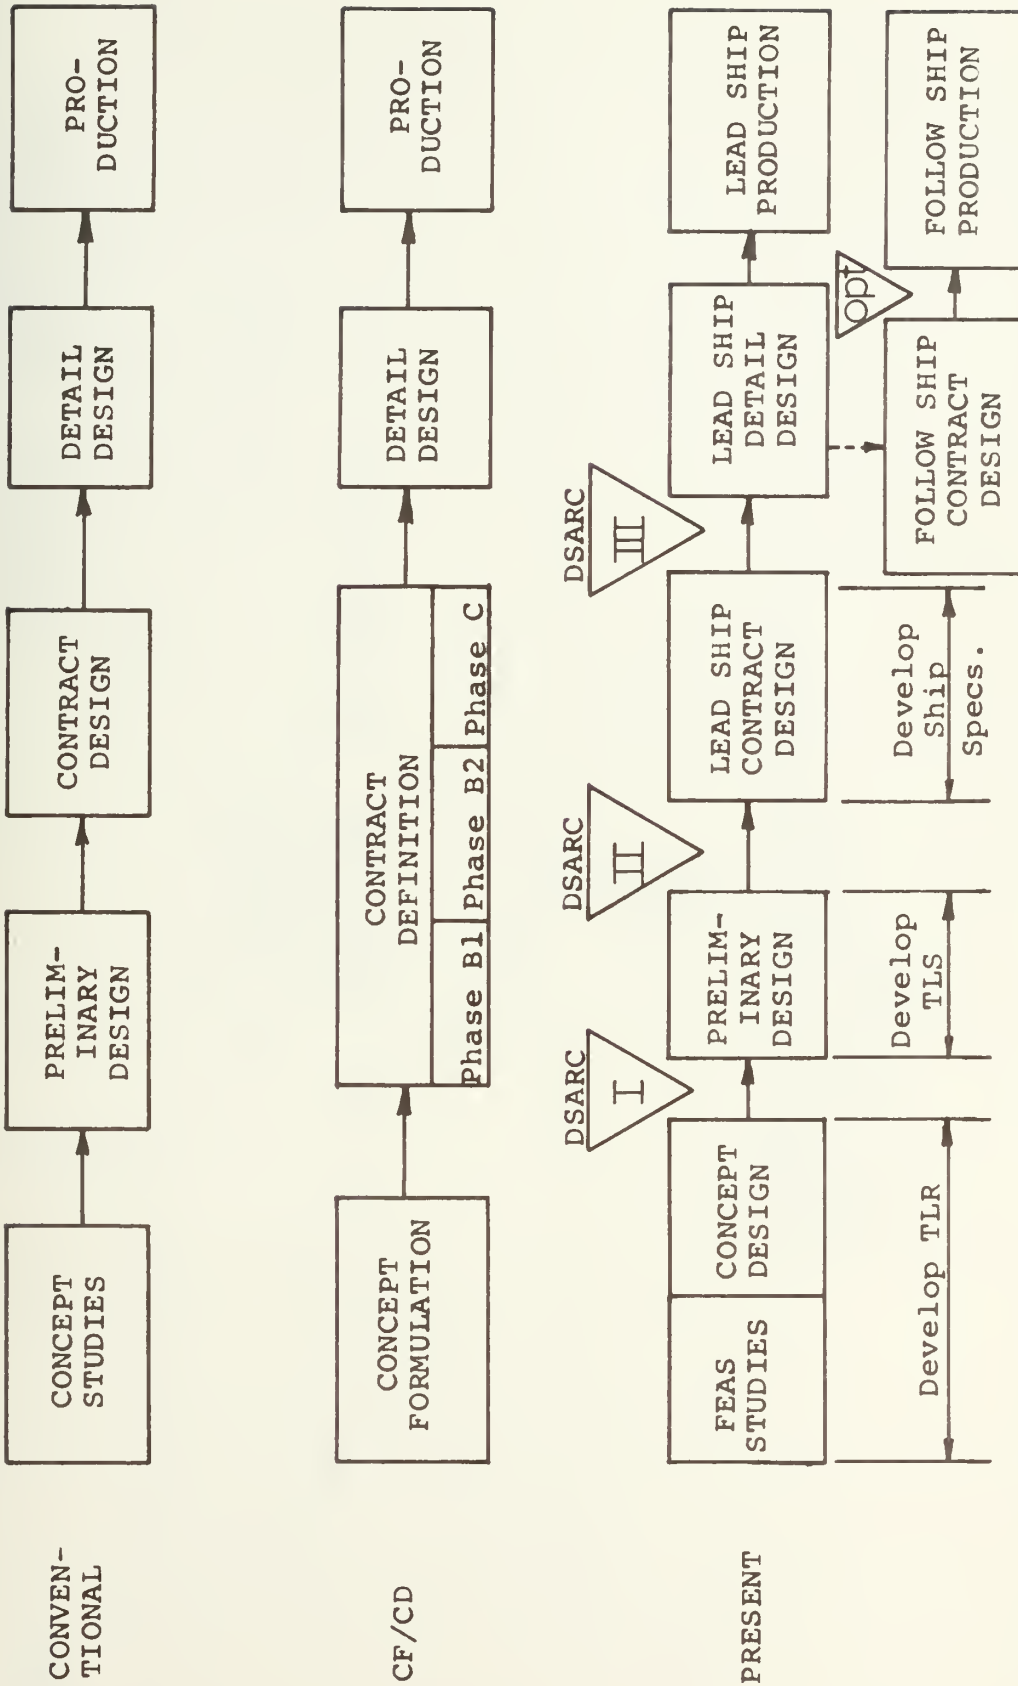 CONVEN-
TIONAL
CONCEPT
STUDIES
PRELIM-
INARY
DESIGN
CONTRACT
DESIGN
DETAIL
DESIGN
PRO-
DUCTION
CF/CD
CONCEPT
FORMULATION
CONTRACT
DEFINITION
Phase B1
Phase B2
Phase C
DETAIL
DESIGN
PRO-
DUCTION
PRESENT
FEAS
STUDIES
CONCEPT
DESIGN
DSARC
I
PRELIM-
INARY
DESIGN
DSARC
II
LEAD SHIP
CONTRACT
DESIGN
DSARC
III
LEAD SHIP
DETAIL
DESIGN
LEAD SHIP
PRODUCTION
Develop TLR
Develop
TLS
Develop
Ship
Specs.
FOLLOW SHIP
CONTRACT
DESIGN
opt
FOLLOW SHIP
PRODUCTION